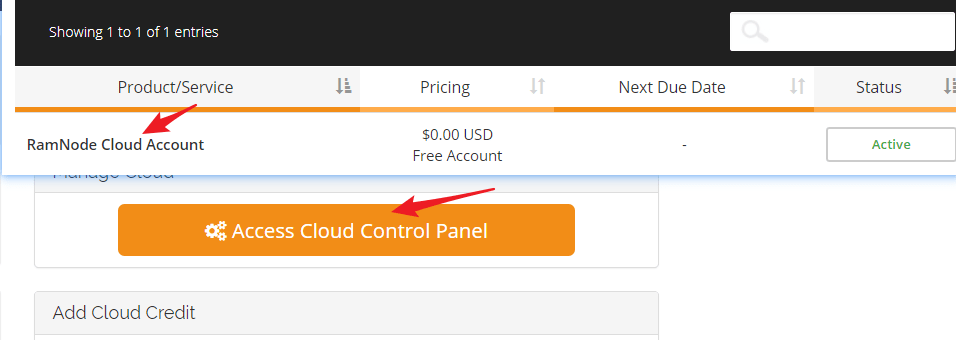 Showing 1 to 1 of 1 entries
Product/Service Pricing Next Due Date Status
RamNode Cloud Account $0.00 USD - Active
Free Account
Manage Cloud
Access Cloud Control Panel
Add Cloud Credit